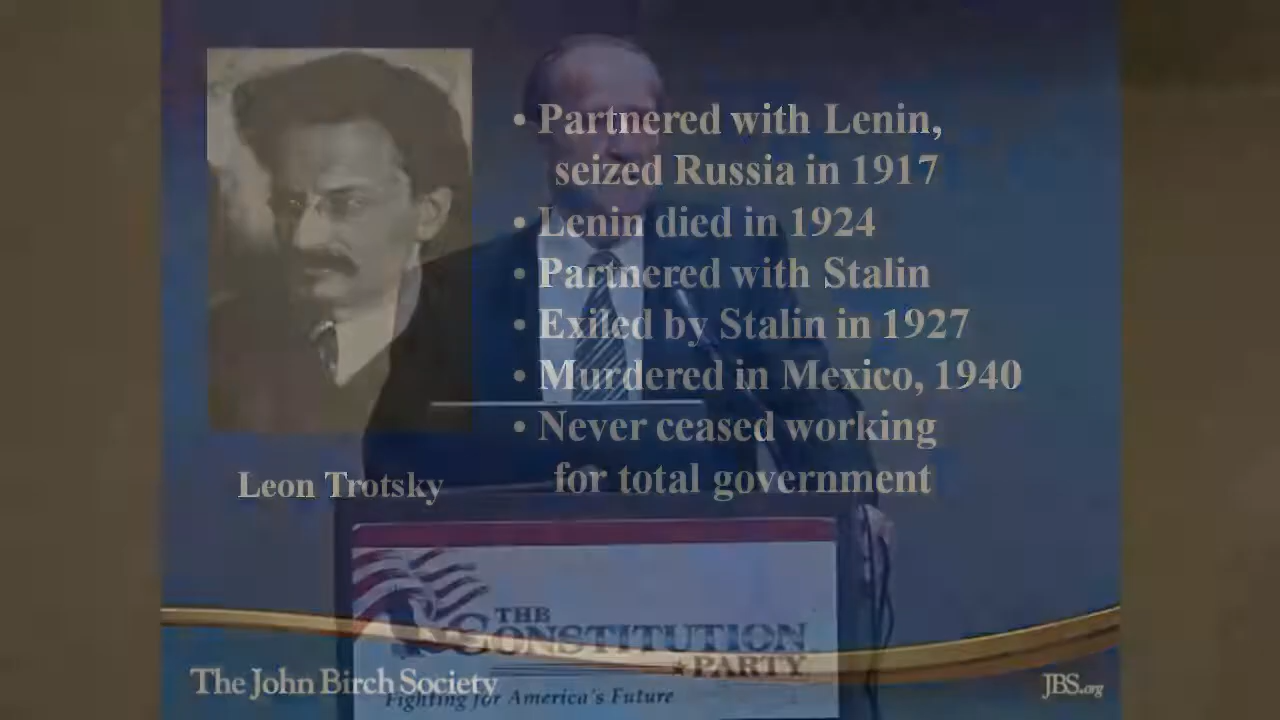 • Partnered with Lenin,
seized Russia in 1917
• Lenin died in 1924
• Partnered with Stalin
• Exiled by Stalin in 1927
• Murdered in Mexico, 1940
• Never ceased working
for total government
Leon Trotsky
THE
CONSTITUTION
PARTY
Fighting for America's Future
The John Birch Society
JBS.org